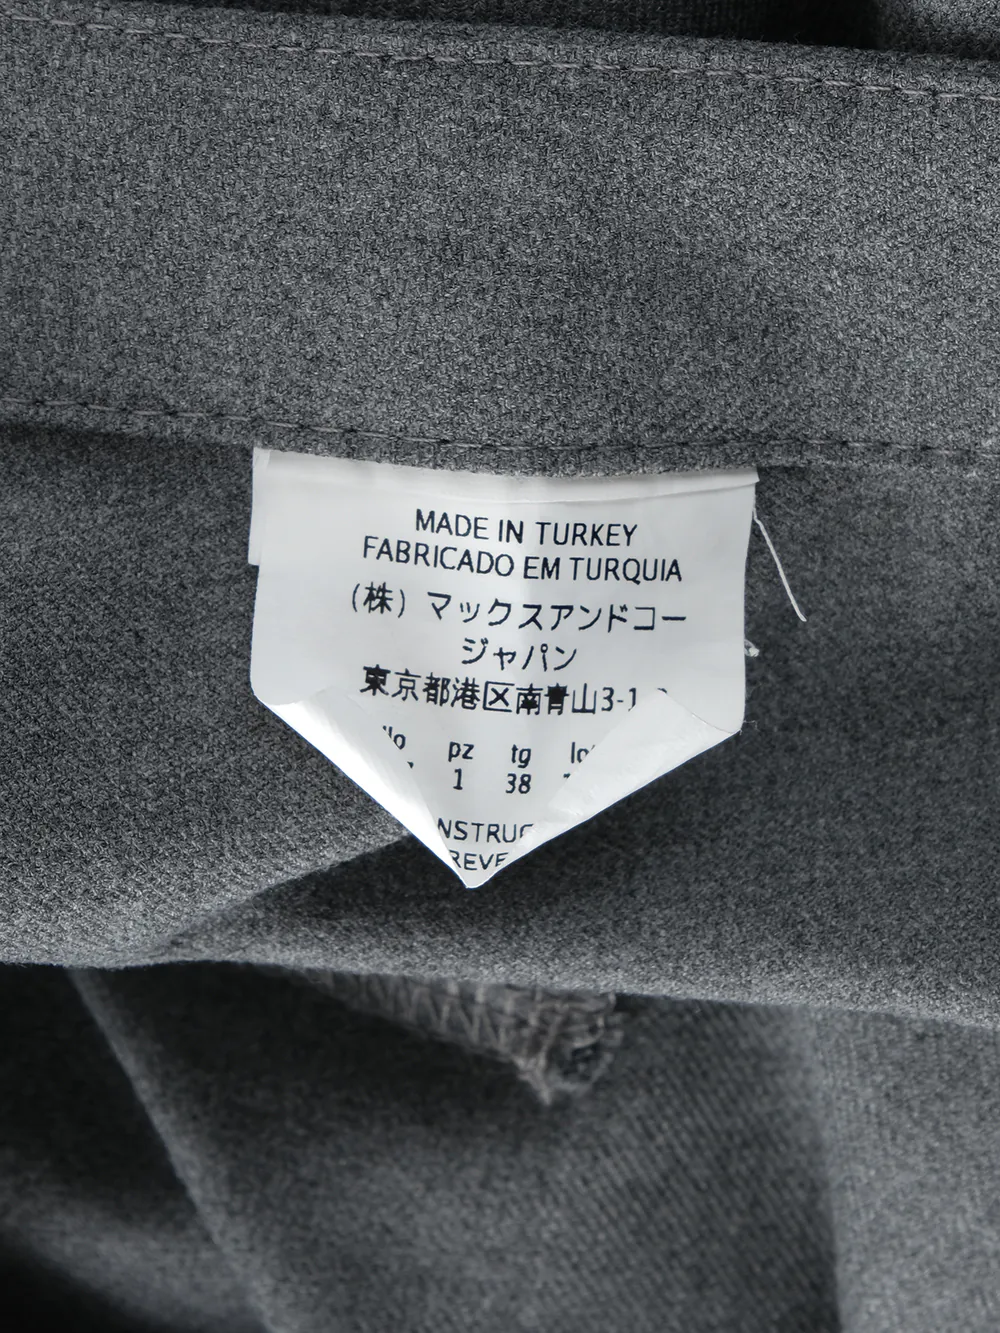 MADE IN TURKEY
FABRICADO EM TURQUIA
(株) マックスアンドコー
ジャパン
東京都港区南青山3-1
pz tg
1 38